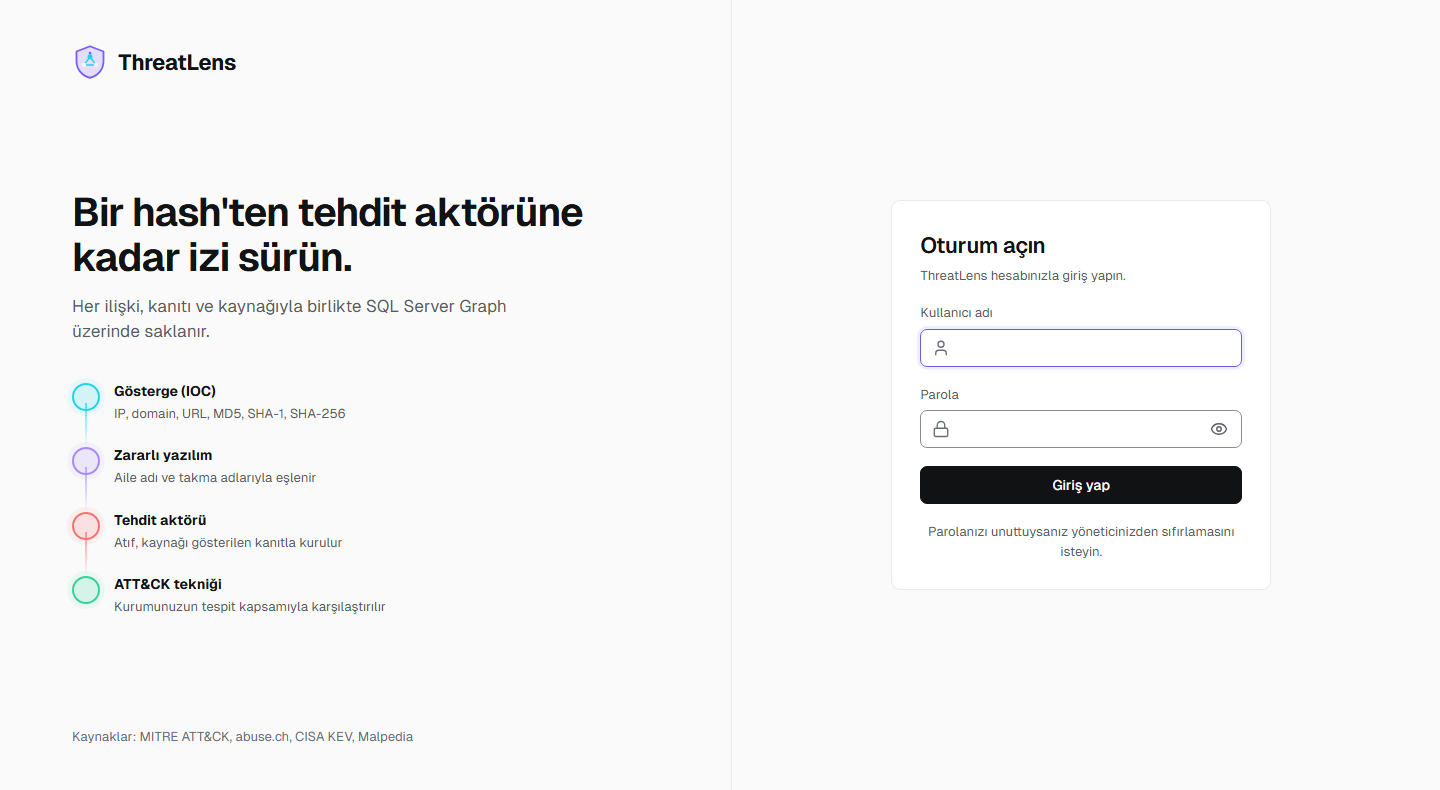 ThreatLens
Bir hash'ten tehdit aktörüne
kadar izi sürün.
Her ilişki, kanıtı ve kaynağıyla birlikte SQL Server Graph
üzerinde saklanır.
Gösterge (IOC)
IP, domain, URL, MD5, SHA-1, SHA-256
Zararlı yazılım
Aile adı ve takma adlarıyla eşlenir
Tehdit aktörü
Atıf, kaynağı gösterilen kanıtla kurulur
ATT&CK tekniği
Kurumunuzun tespit kapsamıyla karşılaştırılır
Kaynaklar: MITRE ATT&CK, abuse.ch, CISA KEV, Malpedia
Oturum açın
ThreatLens hesabınızla giriş yapın.
Kullanıcı adı
Parola
Giriş yap
Parolanızı unuttuysanız yöneticinizden sıfırlamasını
isteyin.